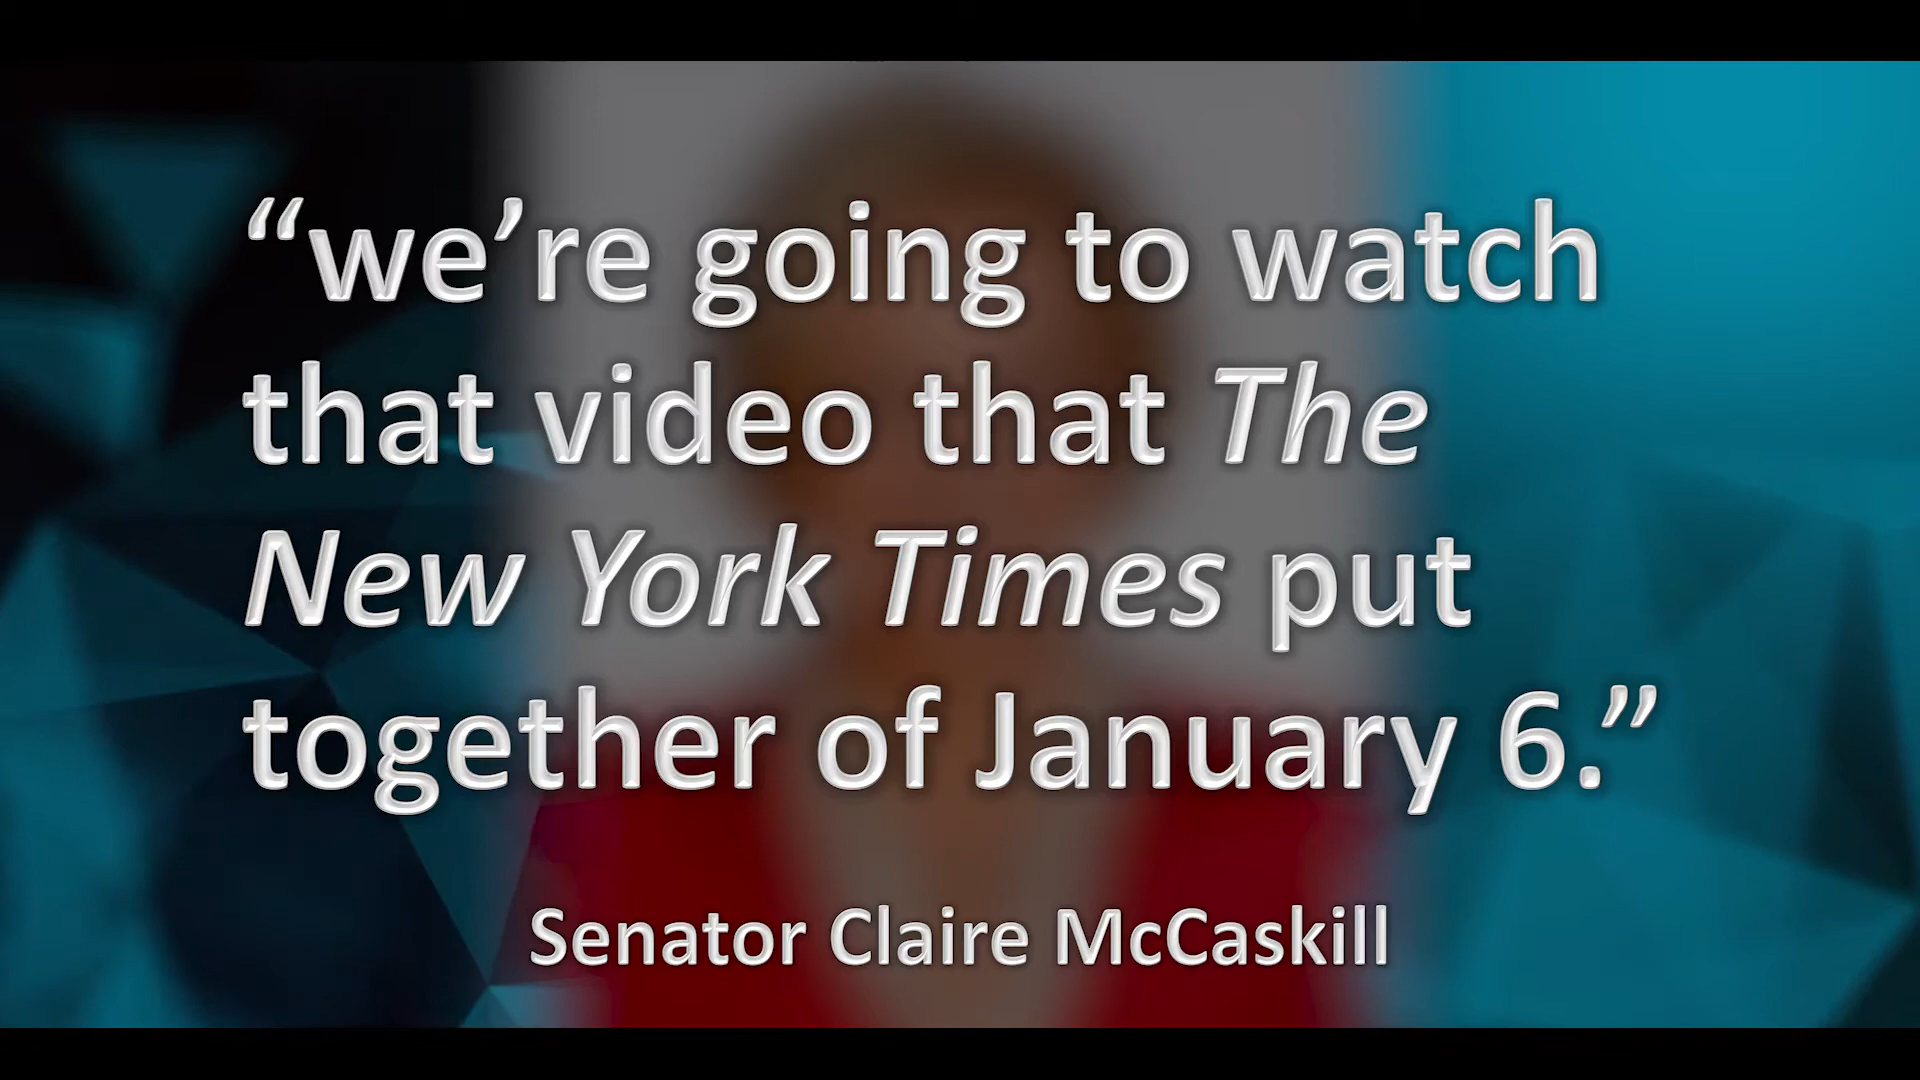 “we’re going to watch
that video that The
New York Times put
together of January 6.”
Senator Claire McCaskill